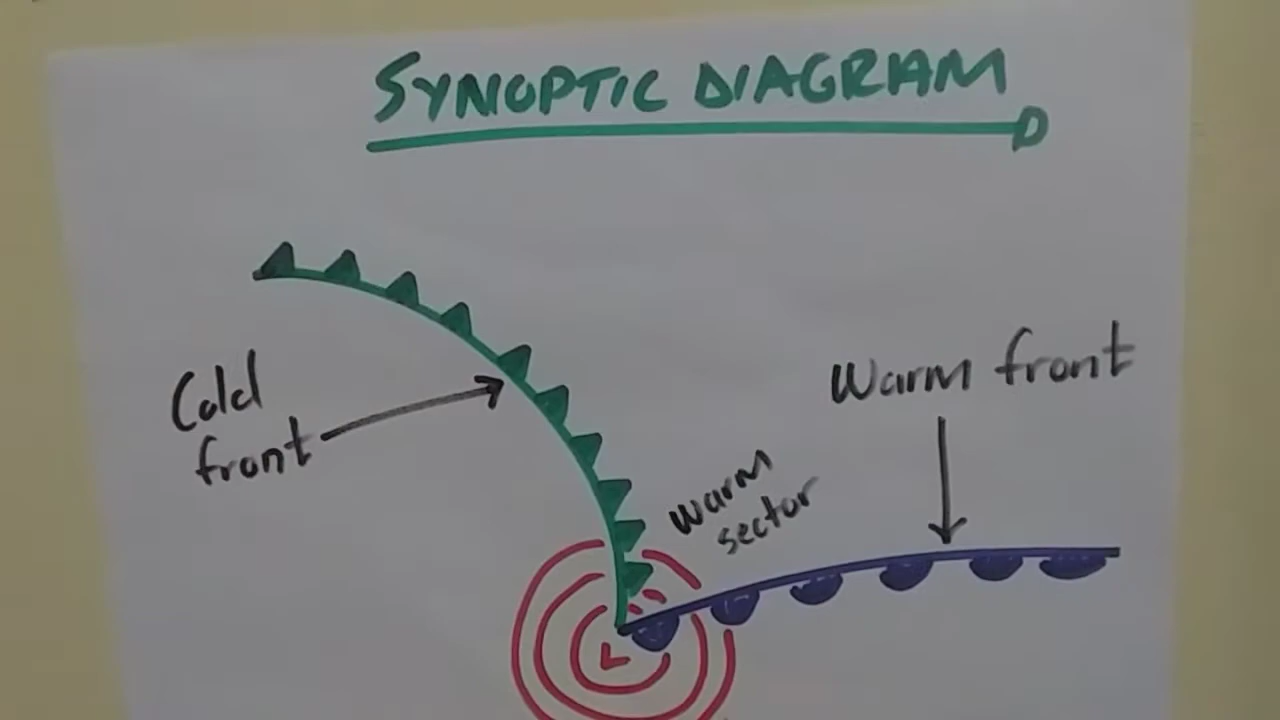 SYNOPTIC DIAGRAM
Cold
front
Warm front
Warm
sector
L